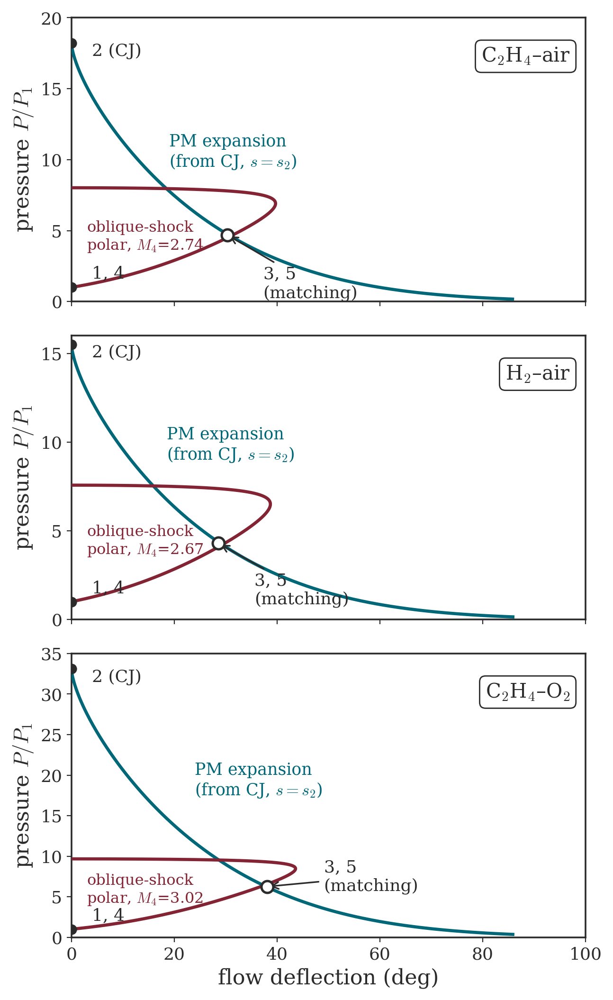 20
2 (CJ)
C₂H₄–air
15
PM expansion
(from CJ, s = s₂)
10
pressure P/P₁
oblique-shock
polar, M₄=2.74
5
1, 4
3, 5
(matching)
0
2 (CJ)
H₂–air
15
PM expansion
(from CJ, s = s₂)
10
pressure P/P₁
oblique-shock
polar, M₄=2.67
5
1, 4
3, 5
(matching)
0
35
2 (CJ)
C₂H₄–O₂
30
25
PM expansion
(from CJ, s = s₂)
20
pressure P/P₁
15
10
3, 5
(matching)
oblique-shock
polar, M₄=3.02
5
1, 4
0
0 20 40 60 80 100
flow deflection (deg)